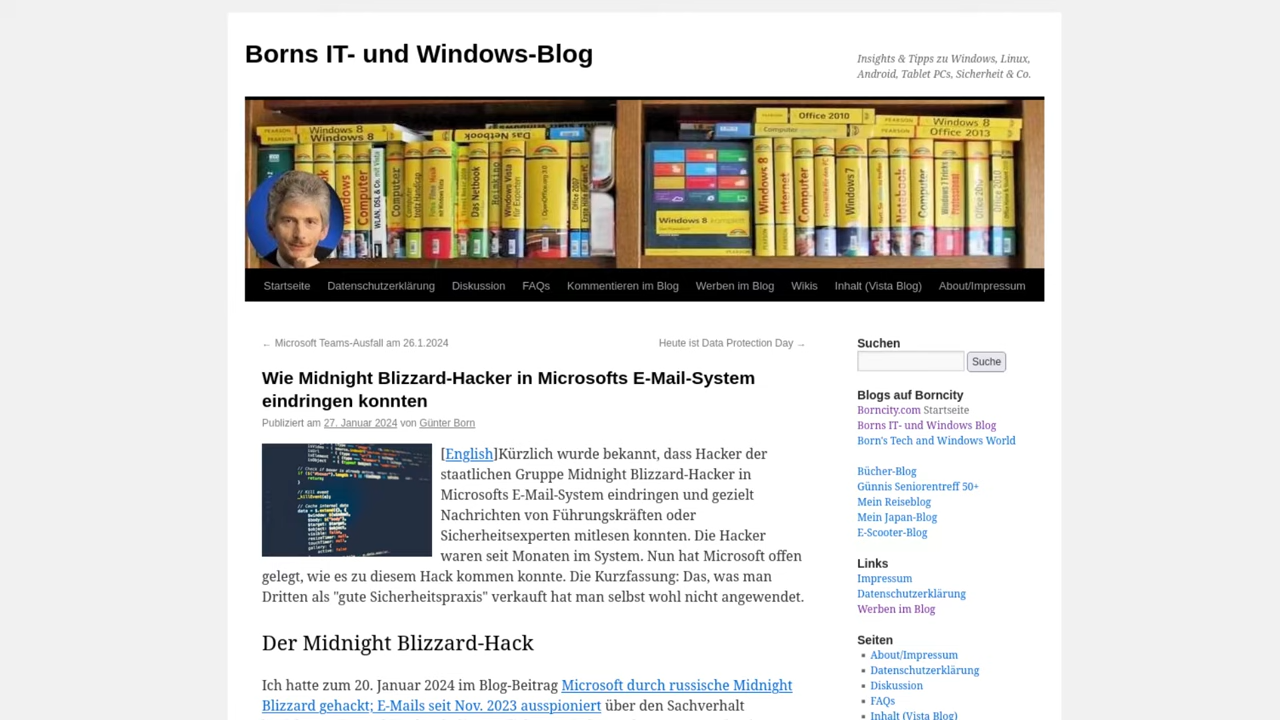 Borns IT- und Windows-Blog
Insights & Tipps zu Windows, Linux,
Android, Tablet PCs, Sicherheit & Co.
Startseite Datenschutzerklärung Diskussion FAQs Kommentieren im Blog Werben im Blog Wikis Inhalt (Vista Blog) About/Impressum
← Microsoft Teams-Ausfall am 26.1.2024
Heute ist Data Protection Day →
Wie Midnight Blizzard-Hacker in Microsofts E-Mail-System
eindringen konnten
Publiziert am 27. Januar 2024 von Günter Born
[English]Kürzlich wurde bekannt, dass Hacker der
staatlichen Gruppe Midnight Blizzard-Hacker in
Microsofts E-Mail-System eindringen und gezielt
Nachrichten von Führungskräften oder
Sicherheitsexperten mitlesen konnten. Die Hacker
waren seit Monaten im System. Nun hat Microsoft offen
gelegt, wie es zu diesem Hack kommen konnte. Die Kurzfassung: Das, was man
Dritten als "gute Sicherheitspraxis" verkauft hat man selbst wohl nicht angewendet.
Der Midnight Blizzard-Hack
Ich hatte zum 20. Januar 2024 im Blog-Beitrag Microsoft durch russische Midnight
Blizzard gehackt; E-Mails seit Nov. 2023 ausspioniert über den Sachverhalt
Suchen
Suche
Blogs auf Borncity
Borncity.com Startseite
Borns IT- und Windows Blog
Born's Tech and Windows World
Bücher-Blog
Günnis Seniorentreff 50+
Mein Reiseblog
Mein Japan-Blog
E-Scooter-Blog
Links
Impressum
Datenschutzerklärung
Werben im Blog
Seiten
About/Impressum
Datenschutzerklärung
Diskussion
FAQs
Inhalt (Vista Blog)